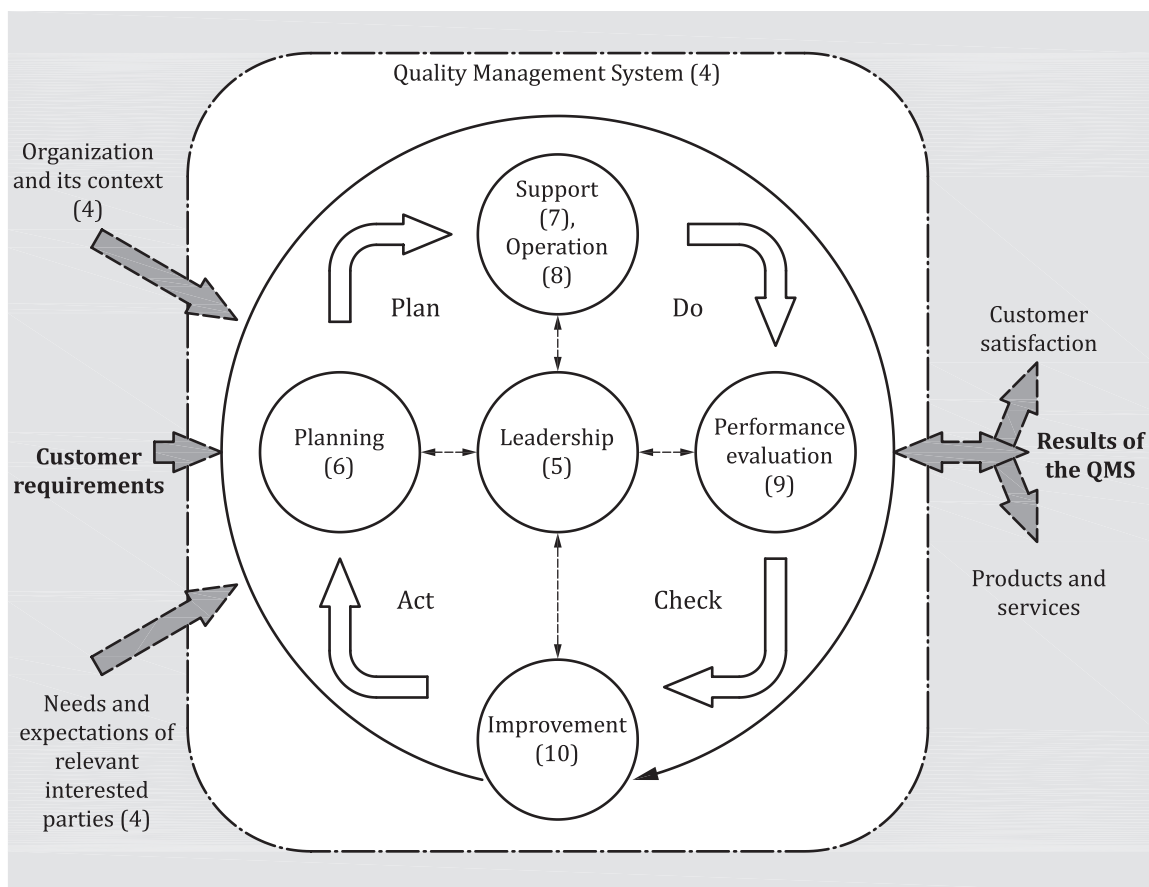 Quality Management System (4)
Organization
and its context
(4)
Support
(7),
Operation
(8)
Plan
Do
Customer
satisfaction
Customer
requirements
Planning
(6)
Leadership
(5)
Performance
evaluation
(9)
Results of
the QMS
Act
Check
Products and
services
Needs and
expectations of
relevant
interested
parties (4)
Improvement
(10)